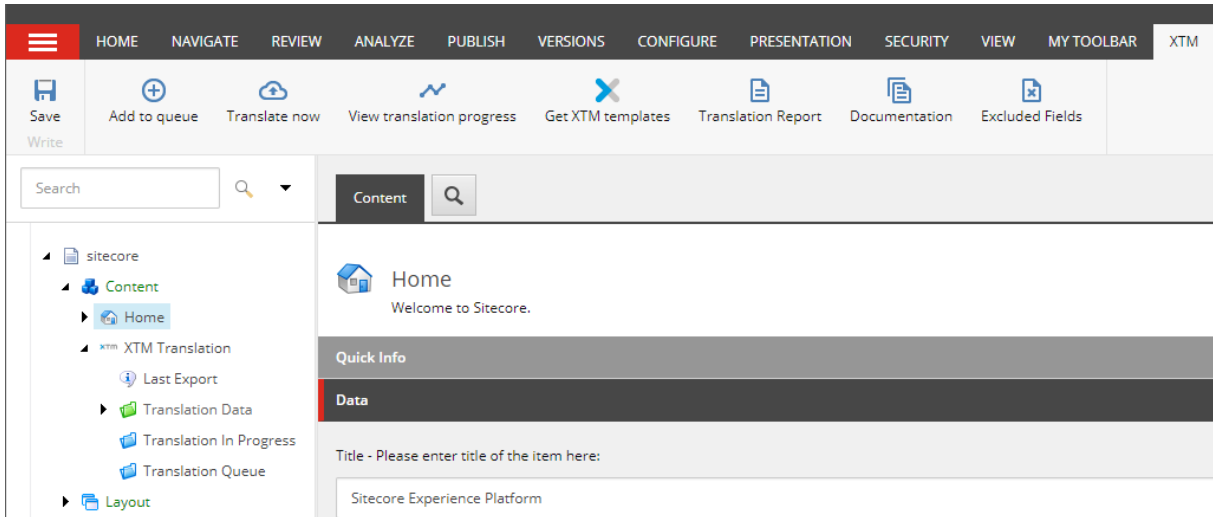 HOME NAVIGATE REVIEW ANALYZE PUBLISH VERSIONS CONFIGURE PRESENTATION SECURITY VIEW MY TOOLBAR XTM
Save Add to queue Translate now View translation progress Get XTM templates Translation Report Documentation Excluded Fields
Write
Search
Content
sitecore
Content
Home
XTM Translation
Last Export
Translation Data
Translation In Progress
Translation Queue
Layout
Home
Welcome to Sitecore.
Quick Info
Data
Title - Please enter title of the item here:
Sitecore Experience Platform